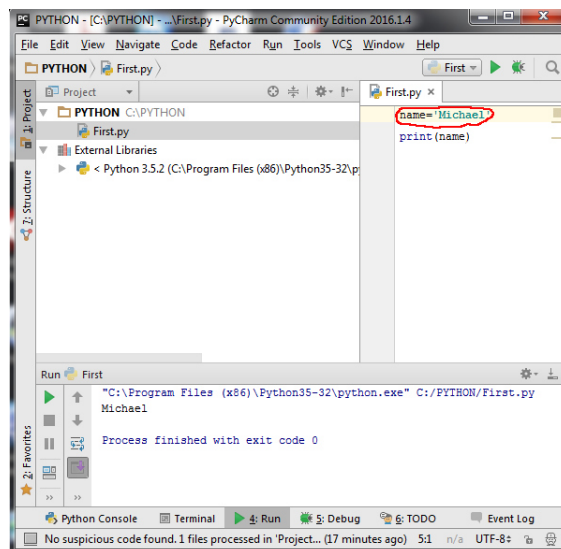 PC PYTHON - [C:\PYTHON] - ...\First.py - PyCharm Community Edition 2016.1.4
File Edit View Navigate Code Refactor Run Tools VCS Window Help
PYTHON First.py First
1: Project Project First.py ×
PYTHON C:\PYTHON name='Michael'
First.py
External Libraries print(name)
< Python 3.5.2 (C:\Program Files (x86)\Python35-32\p
7: Structure
Run First
"C:\Program Files (x86)\Python35-32\python.exe" C:/PYTHON/First.py
Michael
Process finished with exit code 0
2: Favorites
» »
Python Console Terminal 4: Run 5: Debug 6: TODO Event Log
No suspicious code found. 1 files processed in 'Project... (17 minutes ago) 5:1 n/a UTF-8